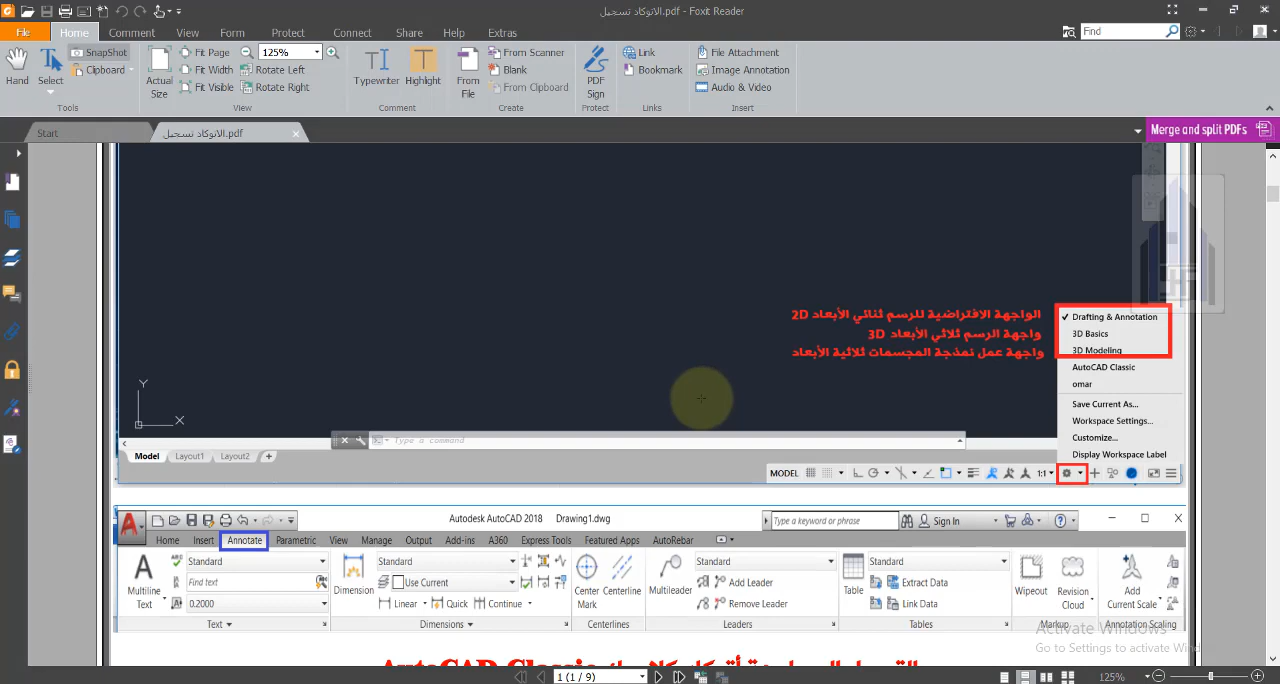 الاتوكاد تسجيل.pdf - Foxit Reader
File Home Comment View Form Protect Connect Share Help Extras
Find
Hand
Select
SnapShot
Clipboard
Tools
Actual Size
Fit Page
Fit Width
Fit Visible
125%
Rotate Left
Rotate Right
View
Typewriter
Highlight
Comment
From File
From Scanner
Blank
From Clipboard
Create
PDF Sign
Protect
Link
Bookmark
Links
File Attachment
Image Annotation
Audio & Video
Insert
Start
الاتوكاد تسجيل.pdf
Merge and split PDFs
الواجهة الافتراضية للرسم ثنائي الأبعاد 2D
واجهة الرسم ثلاثي الأبعاد 3D
واجهة عمل نمذجة المجسمات ثلاثية الأبعاد
Drafting & Annotation
3D Basics
3D Modeling
AutoCAD Classic
omar
Save Current As...
Workspace Settings...
Customize...
Display Workspace Label
Y
X
Type a command
Model Layout1 Layout2
MODEL
1:1
Autodesk AutoCAD 2018 Drawing1.dwg
Type a keyword or phrase
Sign In
Home Insert Annotate Parametric View Manage Output Add-ins A360 Express Tools Featured Apps AutoRebar
Multiline Text
Standard
Find text
0.2000
Text
Dimension
Standard
Use Current
Linear Quick Continue
Dimensions
Center Mark
Centerline
Centerlines
Multileader
Standard
Add Leader
Remove Leader
Leaders
Table
Standard
Extract Data
Link Data
Tables
Wipeout
Revision Cloud
Markup
Add Current Scale
Annotation Scaling
Activate Windows
Go to Settings to activate Win
AutoCAD Classic
1 (1 / 9)
125%